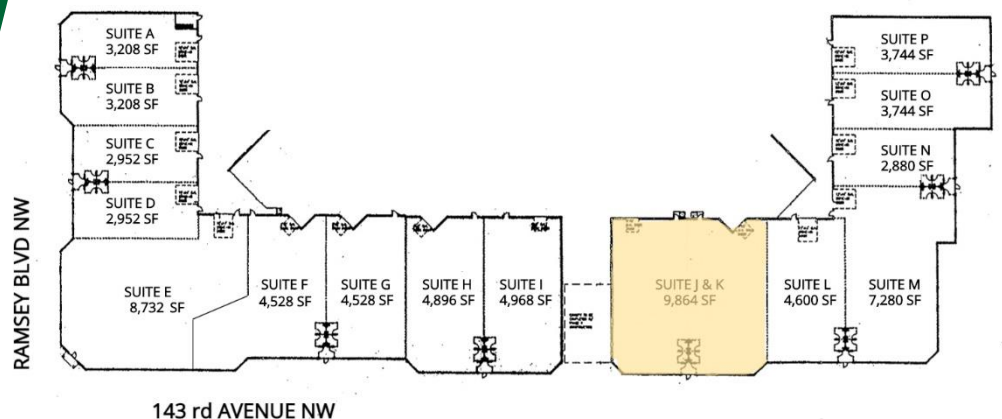 SUITE A
3,208 SF
SUITE B
3,208 SF
SUITE C
2,952 SF
SUITE D
2,952 SF
SUITE E
8,732 SF
SUITE F
4,528 SF
SUITE G
4,528 SF
SUITE H
4,896 SF
SUITE I
4,968 SF
SUITE J & K
9,864 SF
SUITE L
4,600 SF
SUITE M
7,280 SF
SUITE N
2,880 SF
SUITE O
3,744 SF
SUITE P
3,744 SF
RAMSEY BLVD NW
143 rd AVENUE NW